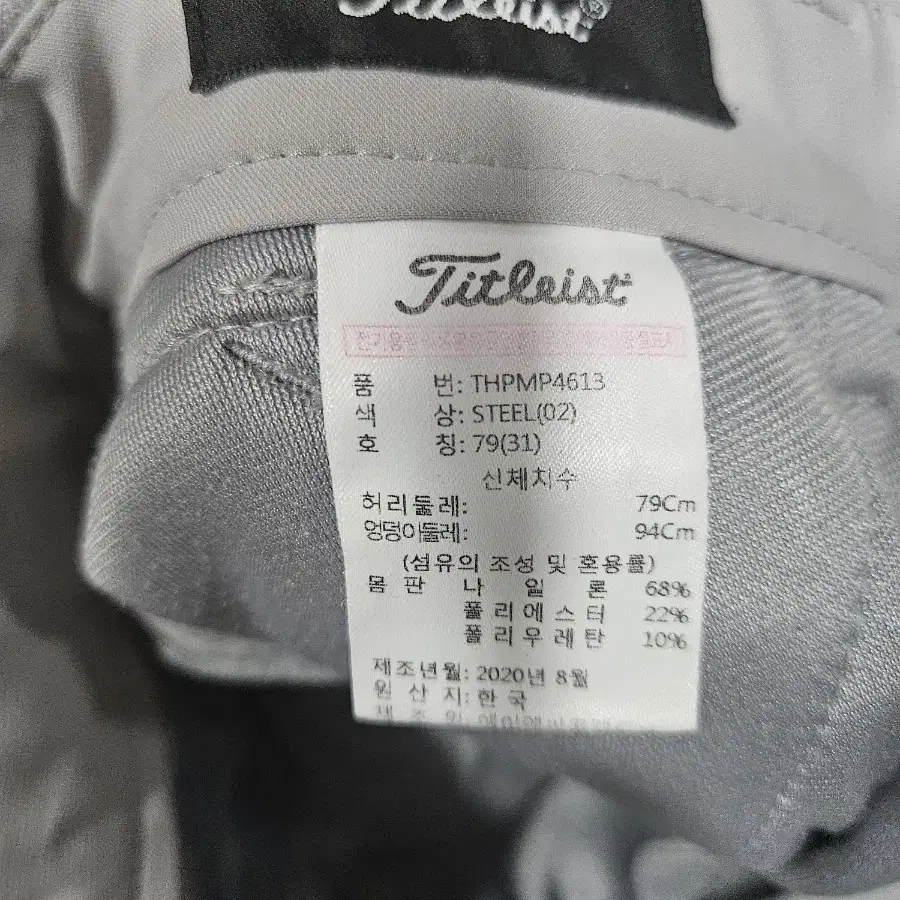 Titleist®
Titleist
품 번: THPMP4613
색 상: STEEL(02)
호 칭: 79(31)
신체치수
허리둘레: 79Cm
엉덩이둘레: 94Cm
(섬유의 조성 및 혼용률)
몸 판 나 일 론 68%
폴 리 에 스 터 22%
폴 리 우 레 탄 10%
제조년월: 2020년 8월
원 산 지: 한 국